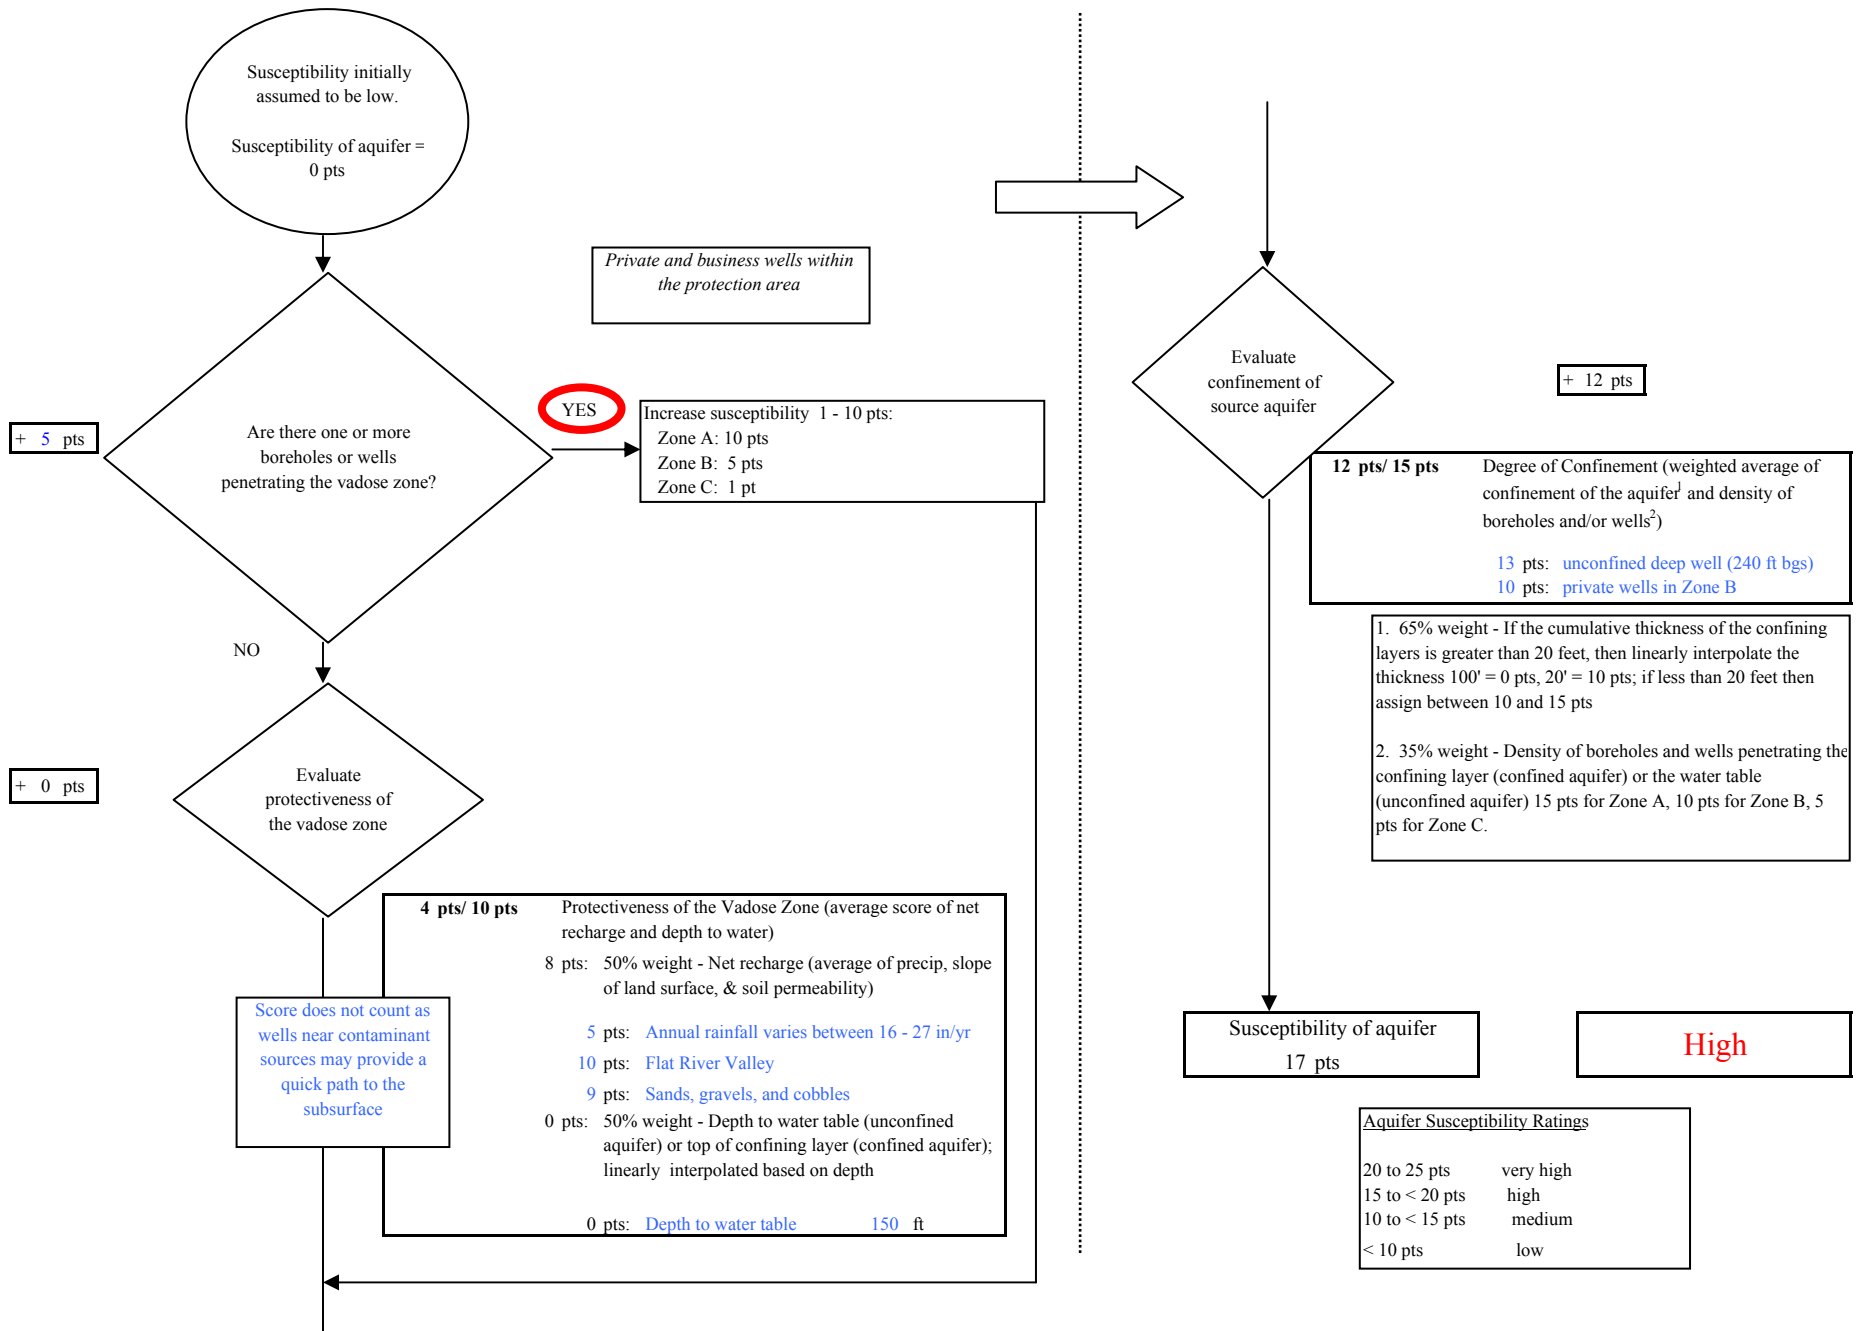 Susceptibility initially
assumed to be low.
Susceptibility of aquifer =
0 pts
Private and business wells within
the protection area
+ 5 pts
Are there one or more
boreholes or wells
penetrating the vadose zone?
YES
Increase susceptibility 1 - 10 pts:
Zone A: 10 pts
Zone B: 5 pts
Zone C: 1 pt
NO
+ 0 pts
Evaluate
protectiveness of
the vadose zone
4 pts/ 10 pts Protectiveness of the Vadose Zone (average score of net
recharge and depth to water)
8 pts: 50% weight - Net recharge (average of precip, slope
of land surface, & soil permeability)
5 pts: Annual rainfall varies between 16 - 27 in/yr
10 pts: Flat River Valley
9 pts: Sands, gravels, and cobbles
0 pts: 50% weight - Depth to water table (unconfined
aquifer) or top of confining layer (confined aquifer);
linearly interpolated based on depth
0 pts: Depth to water table 150 ft
Score does not count as
wells near contaminant
sources may provide a
quick path to the
subsurface
Evaluate
confinement of
source aquifer
+ 12 pts
12 pts/ 15 pts Degree of Confinement (weighted average of
confinement of the aquifer1 and density of
boreholes and/or wells2)
13 pts: unconfined deep well (240 ft bgs)
10 pts: private wells in Zone B
1. 65% weight - If the cumulative thickness of the confining
layers is greater than 20 feet, then linearly interpolate the
thickness 100' = 0 pts, 20' = 10 pts; if less than 20 feet then
assign between 10 and 15 pts
2. 35% weight - Density of boreholes and wells penetrating the
confining layer (confined aquifer) or the water table
(unconfined aquifer) 15 pts for Zone A, 10 pts for Zone B, 5
pts for Zone C.
Susceptibility of aquifer
17 pts
High
Aquifer Susceptibility Ratings
20 to 25 pts very high
15 to < 20 pts high
10 to < 15 pts medium
< 10 pts low